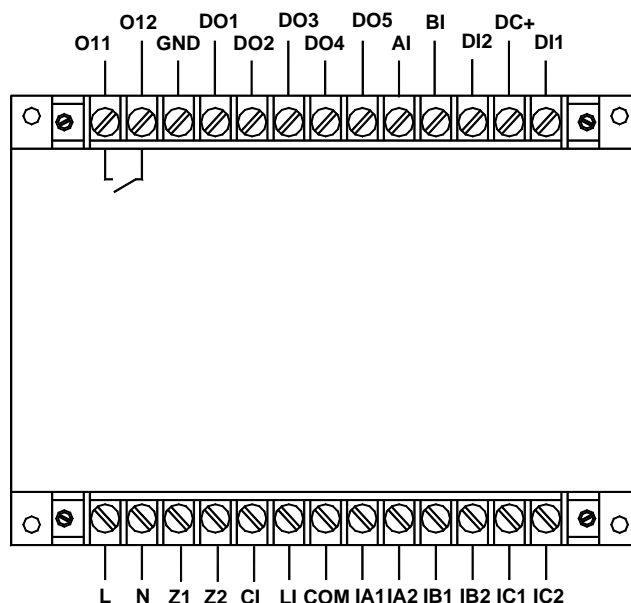 O12 DO1 DO3 DO5 BI DC+
O11 GND DO2 DO4 AI DI2 DI1
L N Z1 Z2 CI LI COM IA1 IA2 IB1 IB2 IC1 IC2